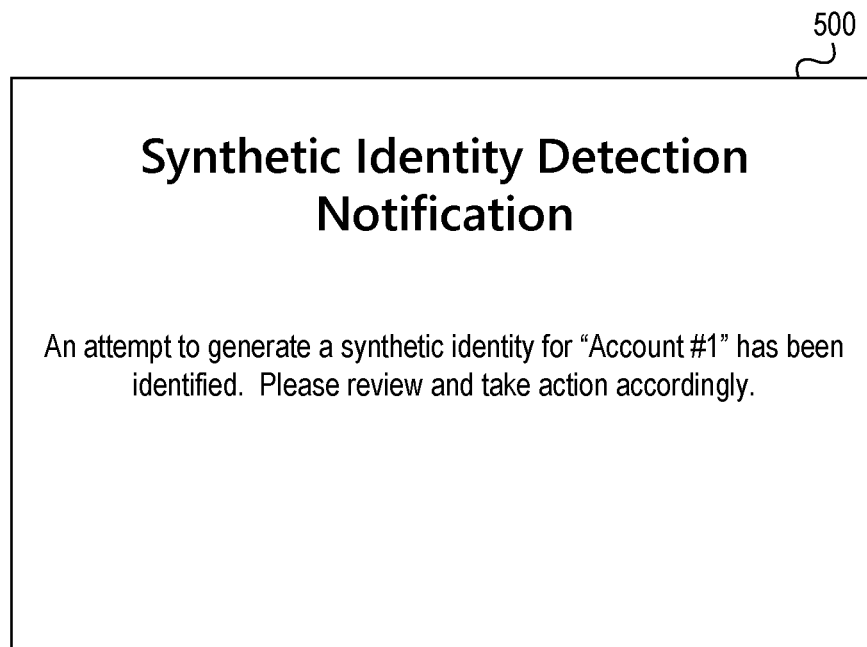 500
Synthetic Identity Detection
Notification
An attempt to generate a synthetic identity for “Account #1” has been
identified.  Please review and take action accordingly.